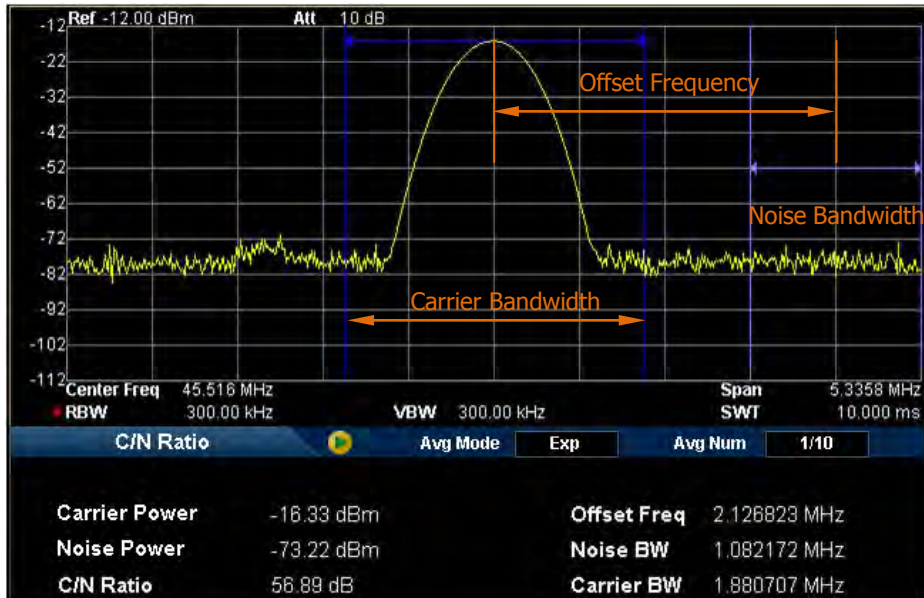 Ref -12.00 dBm Att 10 dB
-12
-22
Offset Frequency
-32
-42
-52
-62
Noise Bandwidth
-72
-82
-92
Carrier Bandwidth
-102
-112
Center Freq 45.516 MHz Span 5.3358 MHz
RBW 300.00 kHz VBW 300.00 kHz SWT 10.000 ms
C/N Ratio Avg Mode Exp Avg Num 1/10
Carrier Power -16.33 dBm Offset Freq 2.126823 MHz
Noise Power -73.22 dBm Noise BW 1.082172 MHz
C/N Ratio 56.89 dB Carrier BW 1.880707 MHz